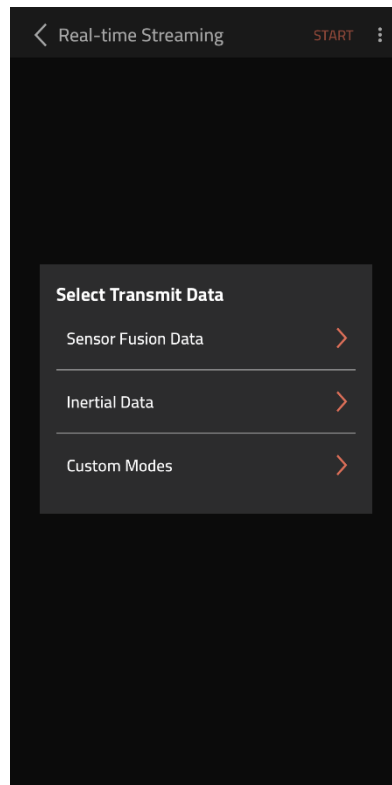 Real-time Streaming START
Select Transmit Data
Sensor Fusion Data
Inertial Data
Custom Modes